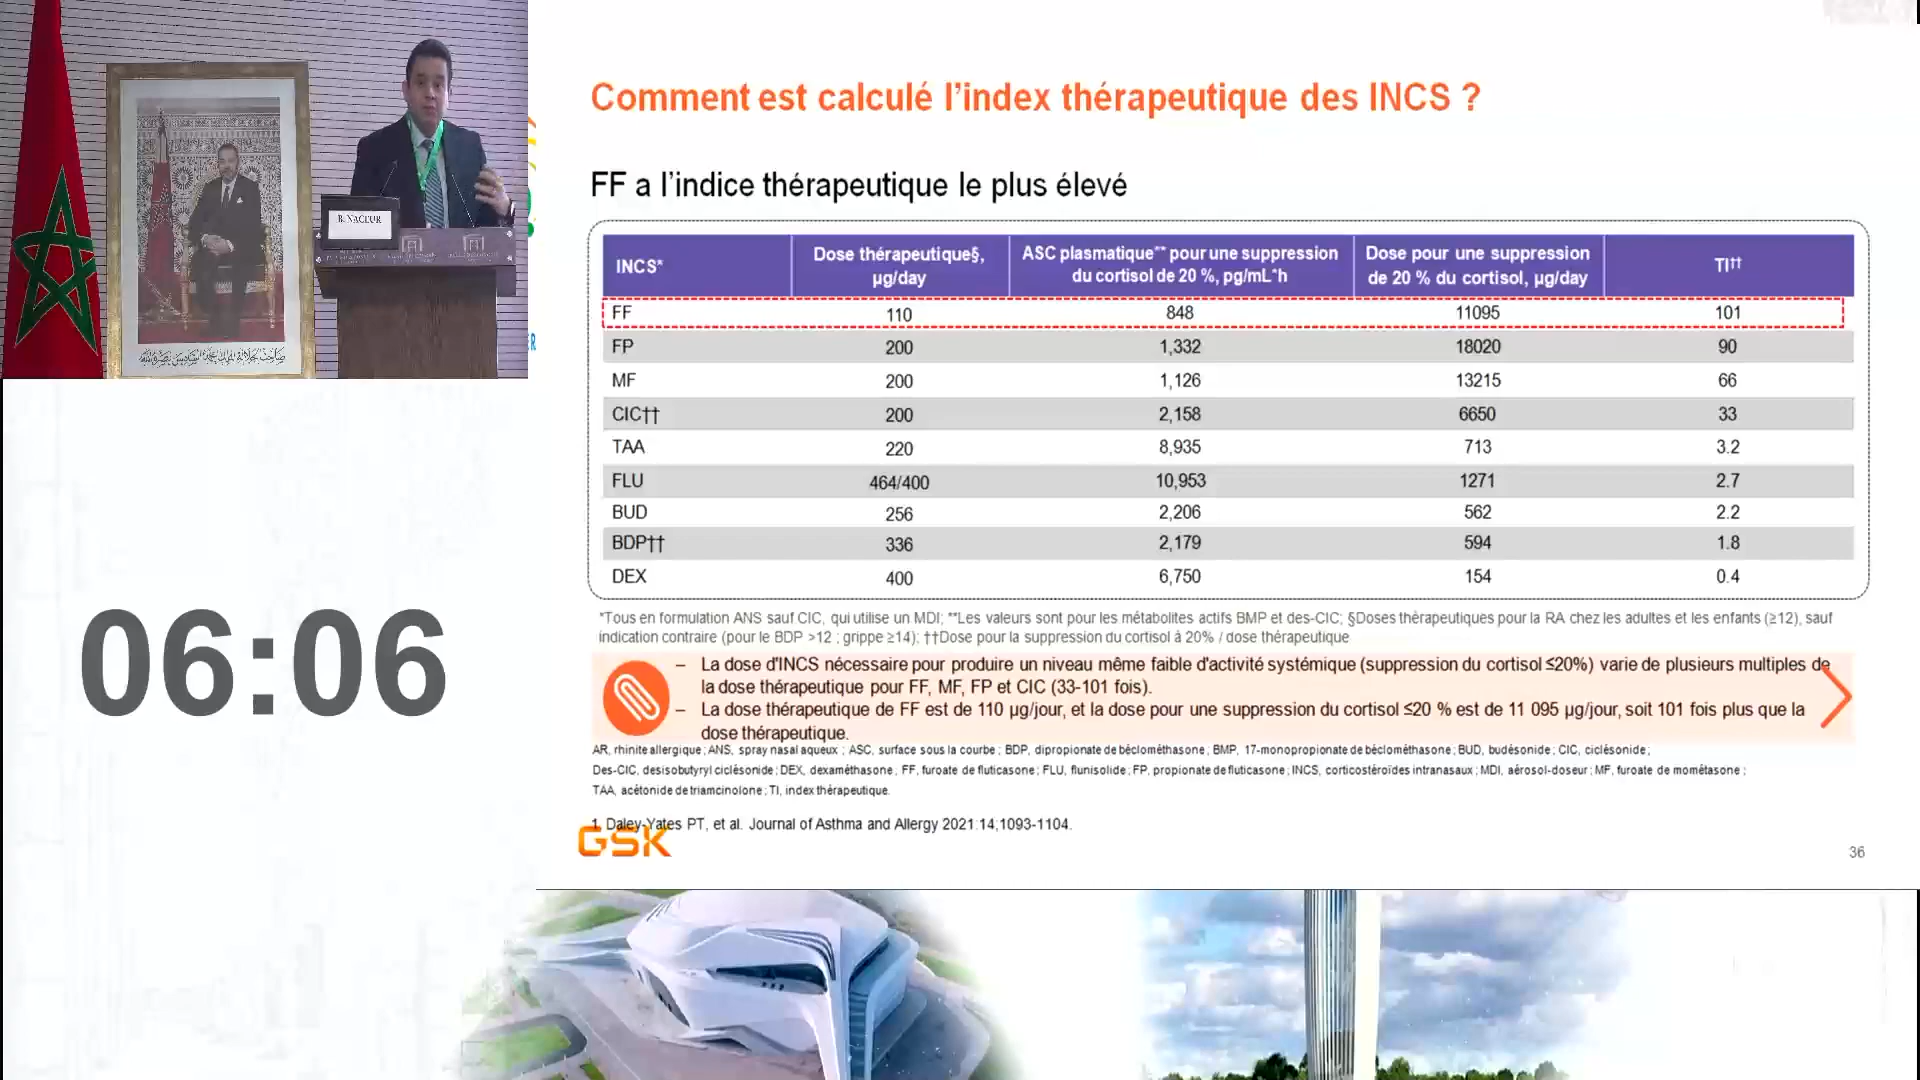 B. NACEUR
06:06
Comment est calculé l'index thérapeutique des INCS ?
FF a l'indice thérapeutique le plus élevé
INCS* Dose thérapeutique§, µg/day ASC plasmatique** pour une suppression du cortisol de 20 %, pg/mL*h Dose pour une suppression de 20 % du cortisol, µg/day TI††
FF 110 848 11095 101
FP 200 1,332 18020 90
MF 200 1,126 13215 66
CIC†† 200 2,158 6650 33
TAA 220 8,935 713 3.2
FLU 464/400 10,953 1271 2.7
BUD 256 2,206 562 2.2
BDP†† 336 2,179 594 1.8
DEX 400 6,750 154 0.4
*Tous en formulation ANS sauf CIC, qui utilise un MDI; **Les valeurs sont pour les métabolites actifs BMP et des-CIC; §Doses thérapeutiques pour la RA chez les adultes et les enfants (≥12), sauf
indication contraire (pour le BDP >12 ; grippe ≥14); ††Dose pour la suppression du cortisol à 20% / dose thérapeutique
– La dose d'INCS nécessaire pour produire un niveau même faible d'activité systémique (suppression du cortisol ≤20%) varie de plusieurs multiples de
la dose thérapeutique pour FF, MF, FP et CIC (33-101 fois).
– La dose thérapeutique de FF est de 110 µg/jour, et la dose pour une suppression du cortisol ≤20 % est de 11 095 µg/jour, soit 101 fois plus que la
dose thérapeutique.
AR, rhinite allergique ; ANS, spray nasal aqueux ; ASC, surface sous la courbe ; BDP, dipropionate de béclométhasone ; BMP, 17-monopropionate de béclométhasone ; BUD, budésonide ; CIC, ciclésonide ;
Des-CIC, desisobutyryl ciclésonide ; DEX, dexaméthasone ; FF, furoate de fluticasone ; FLU, flunisolide ; FP, propionate de fluticasone ; INCS, corticostéroïdes intranasaux ; MDI, aérosol-doseur ; MF, furoate de mométasone ;
TAA, acétonide de triamcinolone ; TI, index thérapeutique.
1. Daley-Yates PT, et al. Journal of Asthma and Allergy 2021:14;1093-1104.
GSK
36